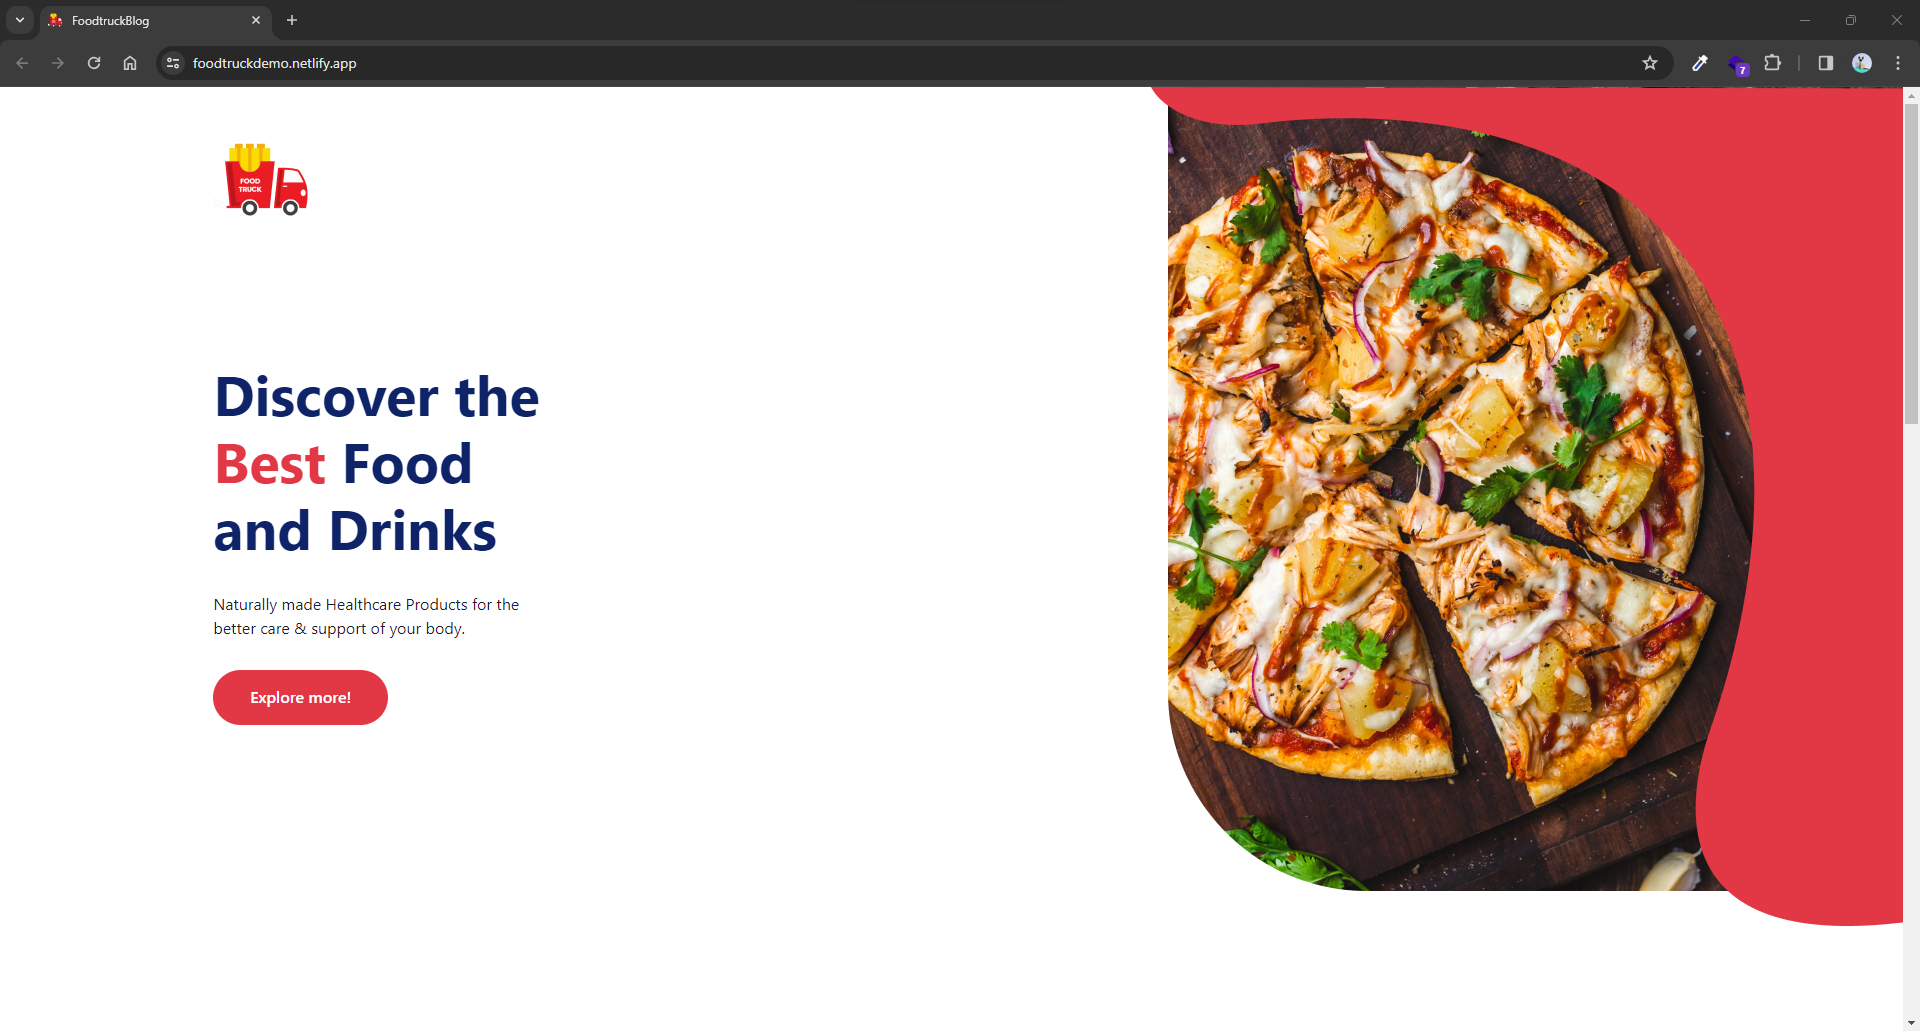 FoodtruckBlog
foodtruckdemo.netlify.app
7
FOOD
TRUCK
Discover the
Best Food
and Drinks
Naturally made Healthcare Products for the
better care & support of your body.
Explore more!